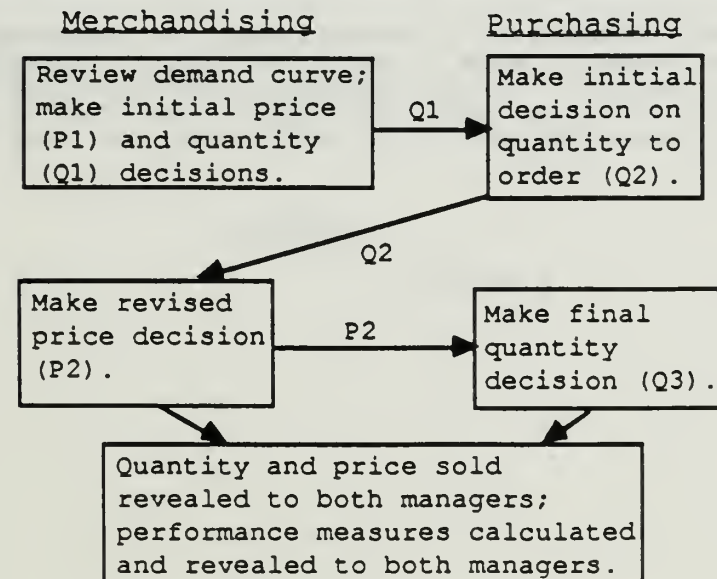 Merchandising
Purchasing
Review demand curve;
make initial price
(P1) and quantity
(Q1) decisions.
Q1
Make initial
decision on
quantity to
order (Q2).
Q2
Make revised
price decision
(P2).
P2
Make final
quantity
decision (Q3).
Quantity and price sold
revealed to both managers;
performance measures calculated
and revealed to both managers.